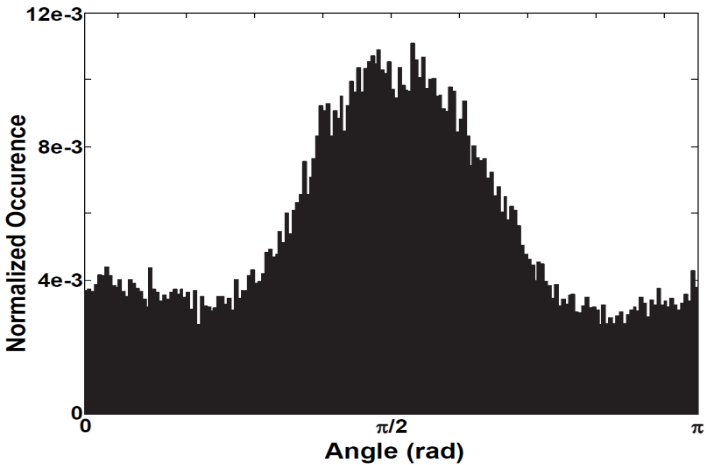 12e-3
8e-3
4e-3
0
Normalized Occurence
0 π/2 π
Angle (rad)